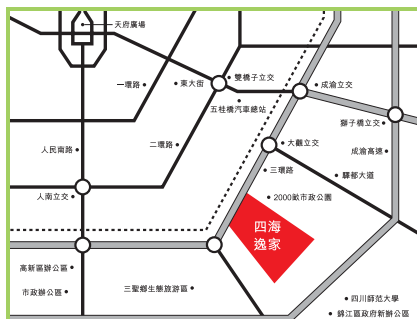 天府廣場
一環路
東大街
雙橋子立交
成渝立交
五桂橋汽車總站
獅子橋立交
人民南路
二環路
大觀立交
成渝高速
三環路
驛都大道
人南立交
2000畝市政公園
四海
逸家
高新區辦公區
市政辦公區
三聖鄉生態旅游區
四川師范大學
錦江區政府新辦公區